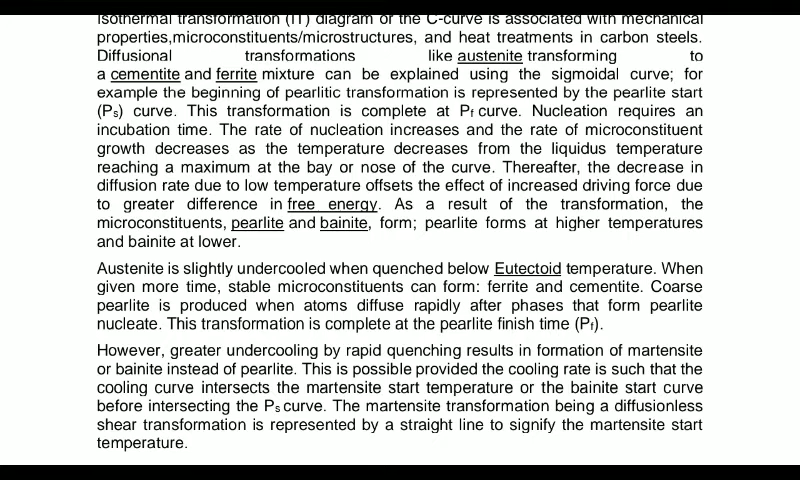 Isothermal transformation (IT) diagram or the C-curve is associated with mechanical
properties,microconstituents/microstructures, and heat treatments in carbon steels.
Diffusional transformations like austenite transforming to
a cementite and ferrite mixture can be explained using the sigmoidal curve; for
example the beginning of pearlitic transformation is represented by the pearlite start
(Ps) curve. This transformation is complete at Pf curve. Nucleation requires an
incubation time. The rate of nucleation increases and the rate of microconstituent
growth decreases as the temperature decreases from the liquidus temperature
reaching a maximum at the bay or nose of the curve. Thereafter, the decrease in
diffusion rate due to low temperature offsets the effect of increased driving force due
to greater difference in free energy. As a result of the transformation, the
microconstituents, pearlite and bainite, form; pearlite forms at higher temperatures
and bainite at lower.
Austenite is slightly undercooled when quenched below Eutectoid temperature. When
given more time, stable microconstituents can form: ferrite and cementite. Coarse
pearlite is produced when atoms diffuse rapidly after phases that form pearlite
nucleate. This transformation is complete at the pearlite finish time (Pf).
However, greater undercooling by rapid quenching results in formation of martensite
or bainite instead of pearlite. This is possible provided the cooling rate is such that the
cooling curve intersects the martensite start temperature or the bainite start curve
before intersecting the Ps curve. The martensite transformation being a diffusionless
shear transformation is represented by a straight line to signify the martensite start
temperature.